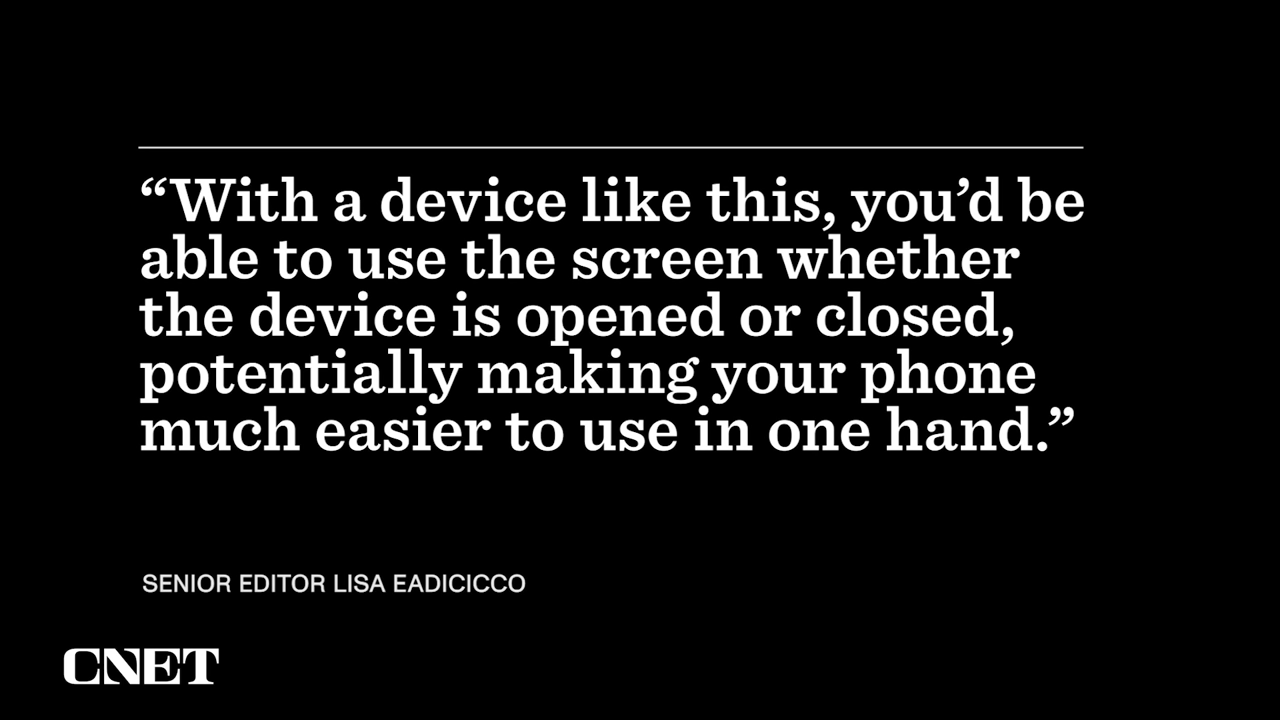 “With a device like this, you’d be
able to use the screen whether
the device is opened or closed,
potentially making your phone
much easier to use in one hand.”
SENIOR EDITOR LISA EADICICCO
CNET